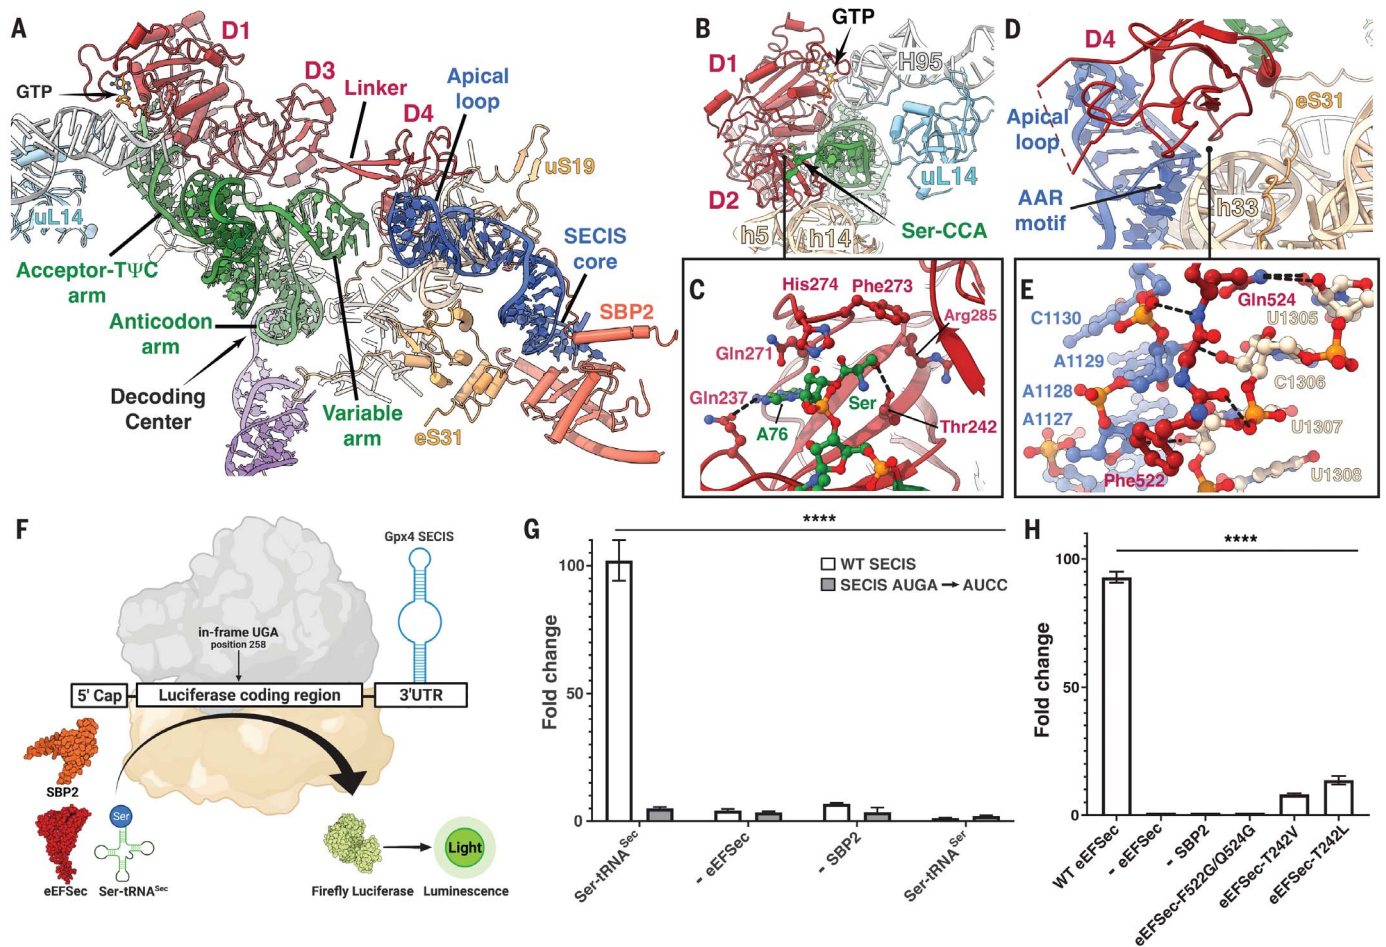 A
D1
GTP
D3
Linker
D4
Apical
loop
uS19
uL14
Acceptor-TΨC
arm
Anticodon
arm
Decoding
Center
Variable
arm
eS31
SECIS
core
SBP2
B
GTP
D1
H95
uL14
D2
h5
h14
Ser-CCA
C
His274
Phe273
Arg285
Gln271
Gln237
Ser
A76
Thr242
D
D4
eS31
Apical
loop
AAR
motif
h33
E
Gln524
U1305
C1130
A1129
C1306
A1128
A1127
U1307
Phe522
U1308
F
Gpx4 SECIS
in-frame UGA
position 258
5' Cap
Luciferase coding region
3'UTR
SBP2
Ser
Light
eEFSec
Ser-tRNASec
Firefly Luciferase
Luminescence
G
****
WT SECIS
SECIS AUGA → AUCC
Fold change
100
50
0
Ser-tRNASec
- eEFSec
- SBP2
Ser-tRNASer
H
****
Fold change
100
50
0
WT eEFSec
- eEFSec
- SBP2
eEFSec-F522G/Q524G
eEFSec-T242V
eEFSec-T242L